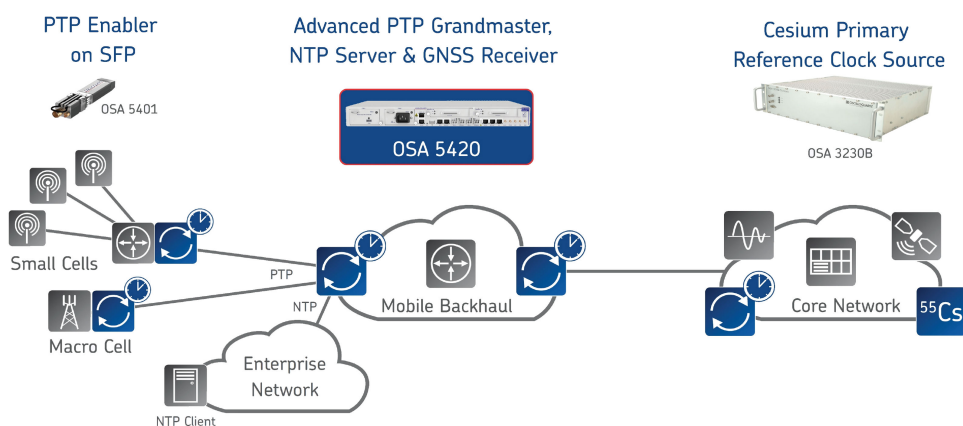 PTP Enabler
on SFP
OSA 5401
Advanced PTP Grandmaster,
NTP Server & GNSS Receiver
OSA 5420
Cesium Primary
Reference Clock Source
OSA 3230B
Small Cells
PTP
NTP
Mobile Backhaul
Core Network
55Cs
Macro Cell
Enterprise
Network
NTP Client